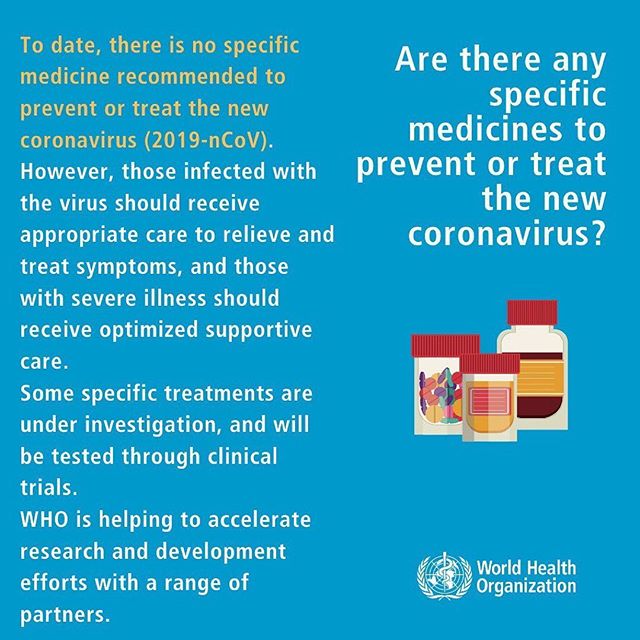 To date, there is no specific
medicine recommended to
prevent or treat the new
coronavirus (2019-nCoV).
However, those infected with
the virus should receive
appropriate care to relieve and
treat symptoms, and those
with severe illness should
receive optimized supportive
care.
Some specific treatments are
under investigation, and will
be tested through clinical
trials.
WHO is helping to accelerate
research and development
efforts with a range of
partners.
Are there any
specific
medicines to
prevent or treat
the new
coronavirus?
World Health
Organization